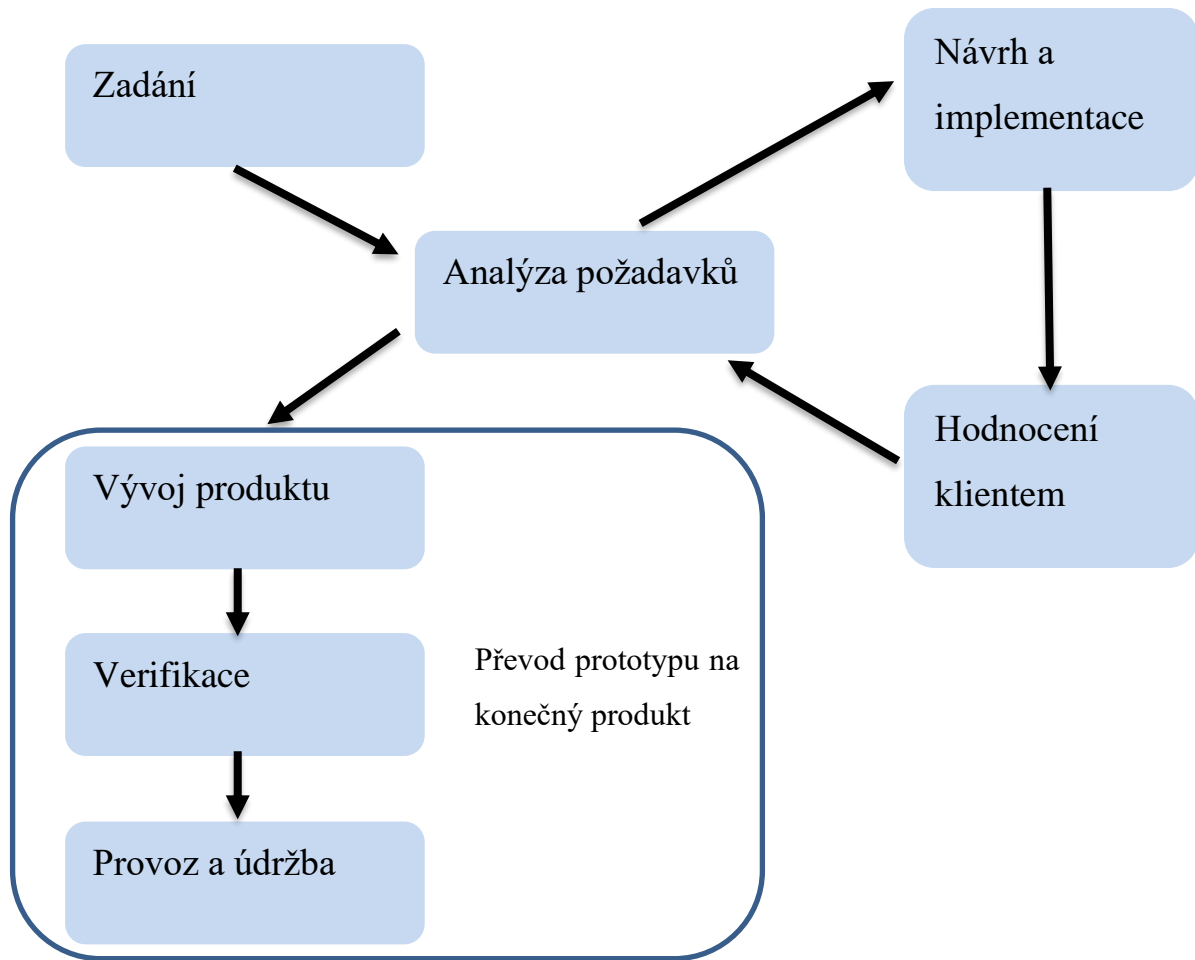 Zadání
Návrh a
implementace
Analýza požadavků
Hodnocení
klientem
Vývoj produktu
Verifikace
Převod prototypu na
konečný produkt
Provoz a údržba